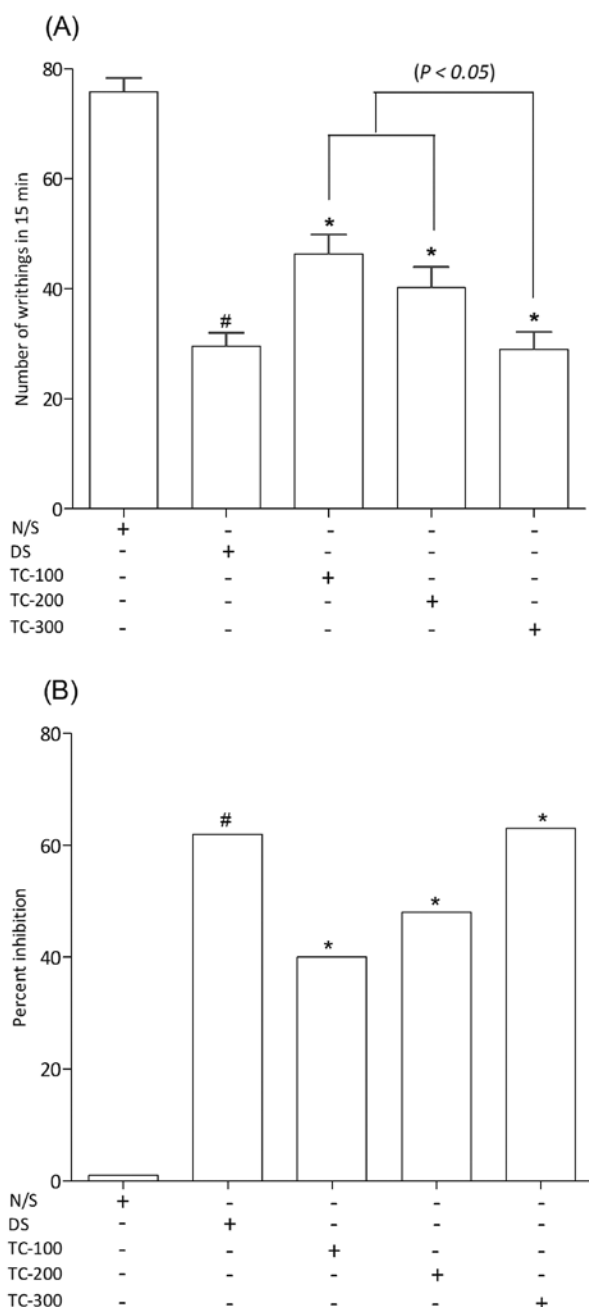 (A)
80
(P < 0.05)
60
*
*
40
#
*
20
0
Number of writhings in 15 min
N/S + - - - -
DS - + - - -
TC-100 - - + - -
TC-200 - - - + -
TC-300 - - - - +
(B)
80
#
*
60
*
*
40
20
0
Percent inhibition
N/S + - - - -
DS - + - - -
TC-100 - - + - -
TC-200 - - - + -
TC-300 - - - - +